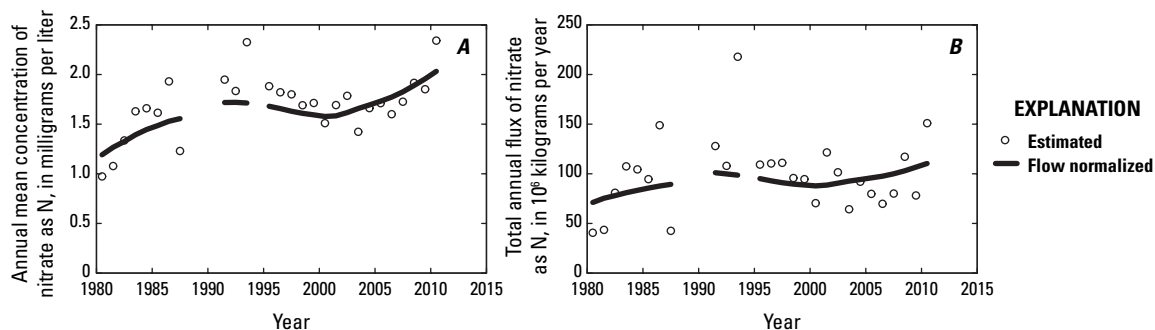 Annual mean concentration of
nitrate as N, in milligrams per liter
2.5
2.0
1.5
1.0
0.5
0
1980 1985 1990 1995 2000 2005 2010 2015
Year
A
Total annual flux of nitrate
as N, in 10⁶ kilograms per year
250
200
150
100
50
0
1980 1985 1990 1995 2000 2005 2010 2015
Year
B
EXPLANATION
Estimated
Flow normalized